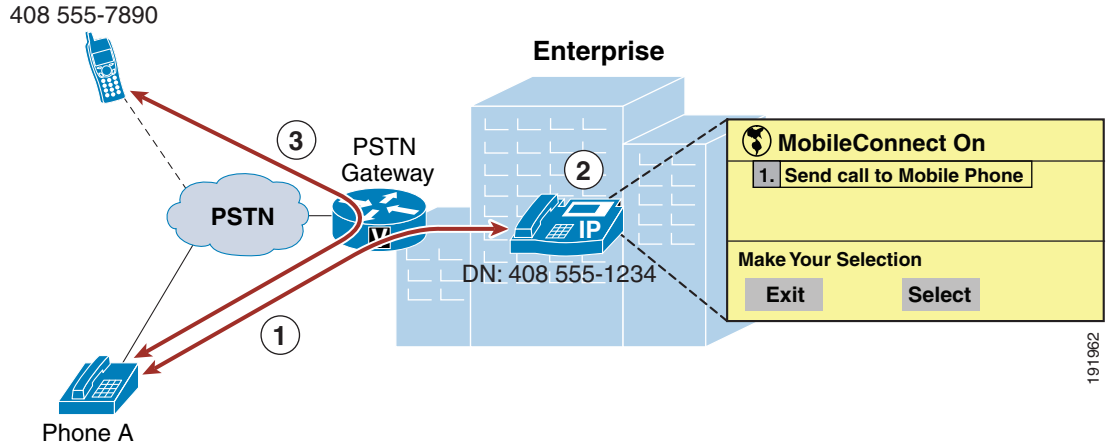 408 555-7890
Enterprise
3
PSTN
Gateway
2
MobileConnect On
1. Send call to Mobile Phone
PSTN
V
IP
DN: 408 555-1234
Make Your Selection
Exit Select
1
191962
Phone A